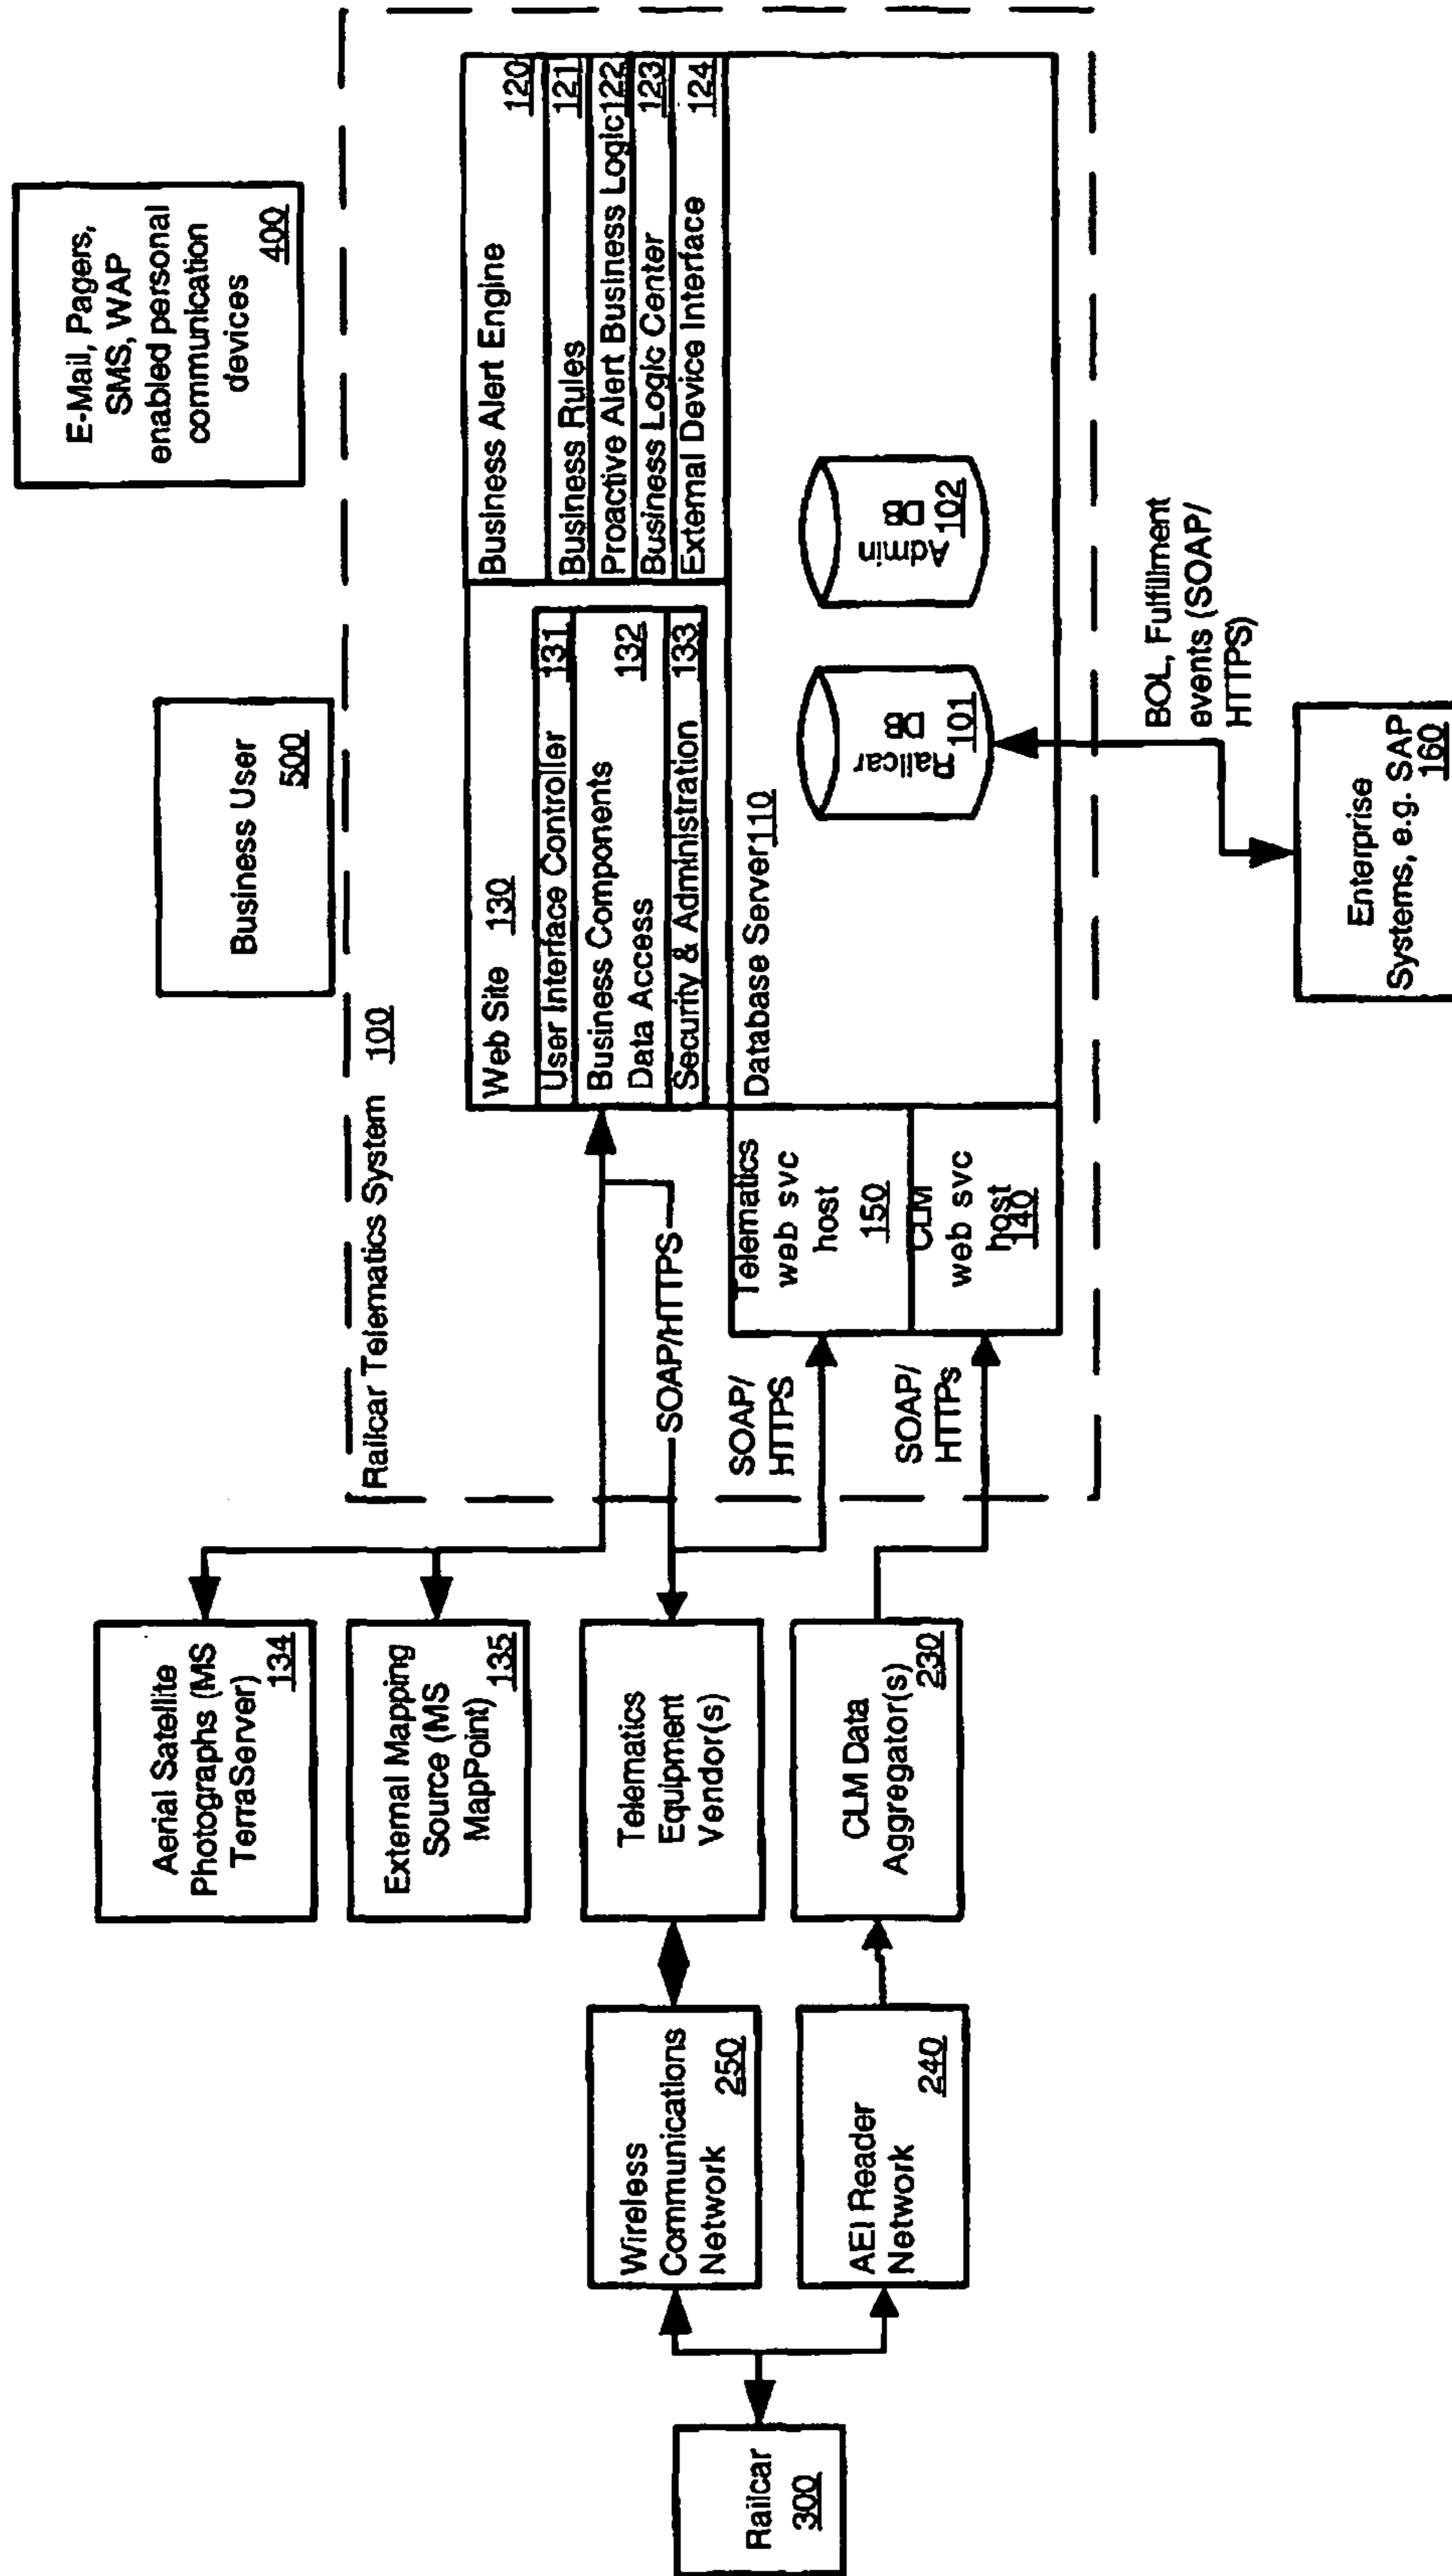 E-Mail, Pagers,
SMS, WAP
enabled personal
communication
devices
400
Business User
500
Railcar Telematics System 100
Aerial Satellite
Photographs (MS
TerraServer)
134
External Mapping
Source (MS
MapPoint)
135
Web Site 130
User Interface Controller 131
Business Components 132
Data Access
Security & Administration 133
Business Alert Engine 120
Business Rules 121
Proactive Alert Business Logic 122
Business Logic Center 123
External Device Interface 124
SOAP/HTTPS
Wireless
Communications
Network 250
Telematics
Equipment
Vendor(s)
SOAP/
HTTPS
Telematics
web svc
host
150
Database Server 110
Railcar
DB
101
Admin
DB
102
Railcar
300
AEI Reader
Network 240
CLM Data
Aggregator(s)
230
SOAP/
HTTPs
CLM
web svc
host
140
BOL, Fulfillment
events (SOAP/
HTTPS)
Enterprise
Systems, e.g. SAP
160